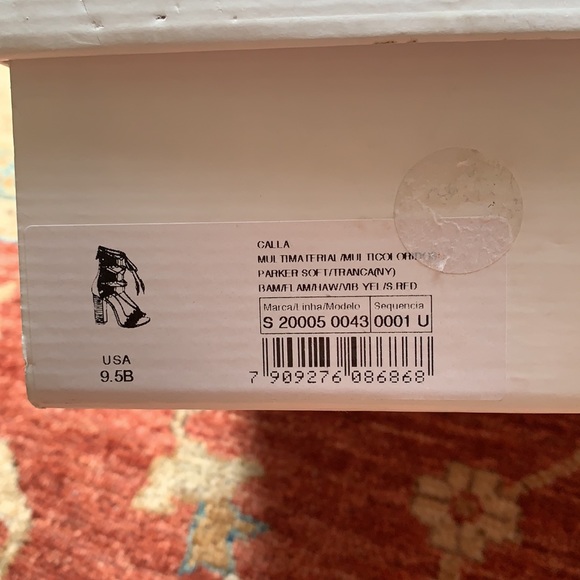 CALLA
MULTIMATERIAL/MULTICOLORIDO
PARKER SOFT/TRANCA(NY)
BAM/FLAM/HAW/VIB YEL/S.RED
Marca/Linha/Modelo Sequencia
S 20005 0043 0001 U
USA
9.5B
7 909276 086868